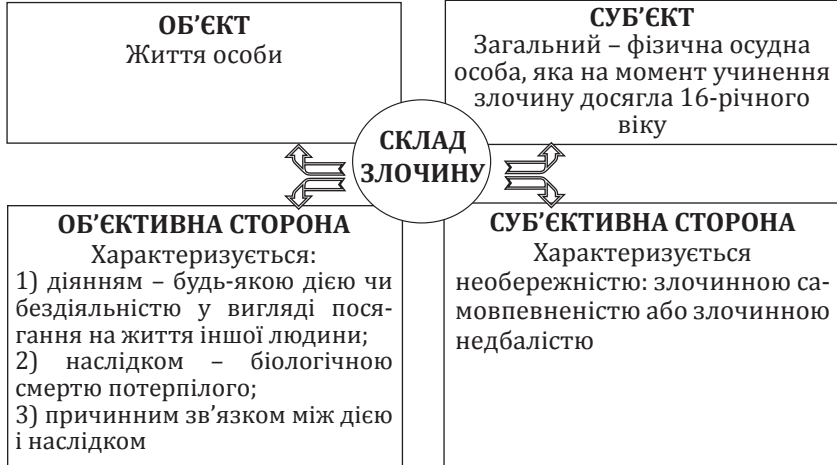 ОБ’ЄКТ
Життя особи
СУБ’ЄКТ
Загальний – фізична осудна
особа, яка на момент учинення
злочину досягла 16-річного
віку
СКЛАД
ЗЛОЧИНУ
ОБ’ЄКТИВНА СТОРОНА
Характеризується:
1) діянням – будь-якою дією чи
бездіяльністю у вигляді пося-
гання на життя іншої людини;
2) наслідком – біологічною
смертю потерпілого;
3) причинним зв’язком між дією
і наслідком
СУБ’ЄКТИВНА СТОРОНА
Характеризується
необережністю: злочинною са-
мовпевненістю або злочинною
недбалістю